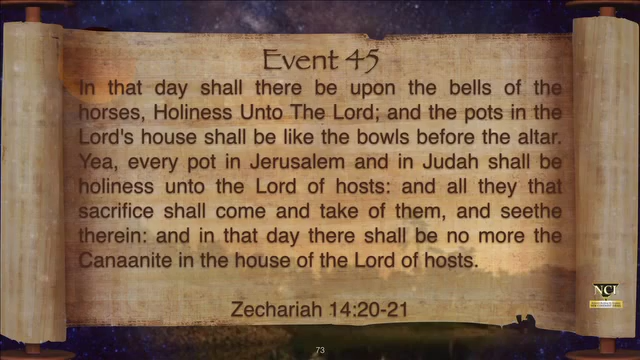 Event 45
In that day shall there be upon the bells of the
horses, Holiness Unto The Lord; and the pots in the
Lord's house shall be like the bowls before the altar.
Yea, every pot in Jerusalem and in Judah shall be
holiness unto the Lord of hosts: and all they that
sacrifice shall come and take of them, and seethe
therein: and in that day there shall be no more the
Canaanite in the house of the Lord of hosts.
Zechariah 14:20-21
NCI
73